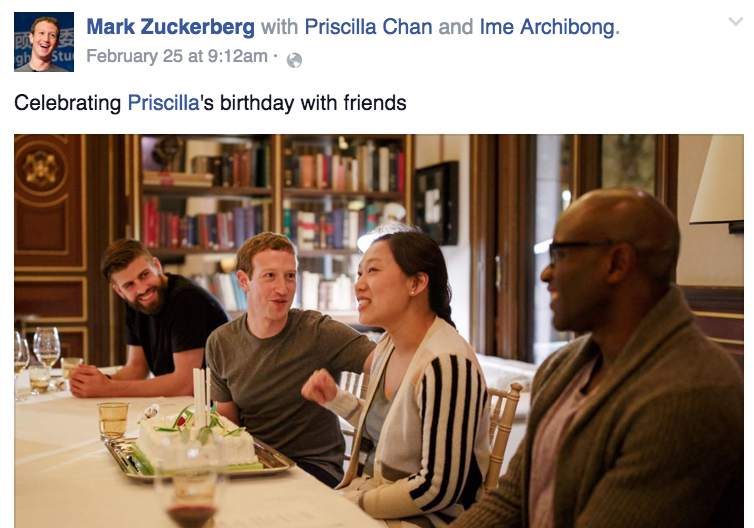 Mark Zuckerberg with Priscilla Chan and Ime Archibong.
February 25 at 9:12am ·
Celebrating Priscilla's birthday with friends